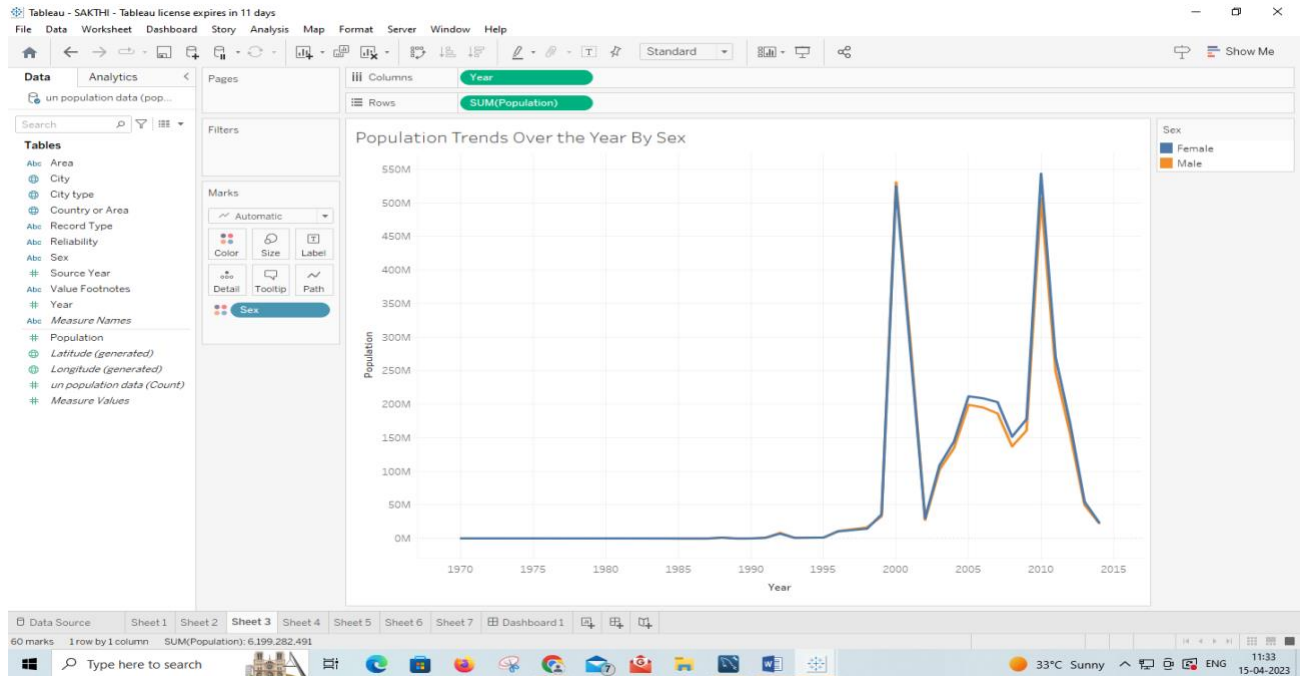 Tableau - SAKTHI - Tableau license expires in 11 days
File Data Worksheet Dashboard Story Analysis Map Format Server Window Help
Standard
Show Me
Data Analytics
un population data (pop...
Search
Tables
Abc Area
City
City type
Country or Area
Abc Record Type
Abc Reliability
Abc Sex
# Source Year
Abc Value Footnotes
# Year
Abc Measure Names
# Population
Latitude (generated)
Longitude (generated)
# un population data (Count)
# Measure Values
Pages
Filters
Marks
Automatic
Color Size Label
Detail Tooltip Path
Sex
iii Columns Year
Rows SUM(Population)
Population Trends Over the Year By Sex
550M
500M
450M
400M
350M
300M
250M
200M
150M
100M
50M
0M
Population
1970 1975 1980 1985 1990 1995 2000 2005 2010 2015
Year
Sex
Female
Male
Data Source Sheet 1 Sheet 2 Sheet 3 Sheet 4 Sheet 5 Sheet 6 Sheet 7 Dashboard 1
60 marks 1 row by 1 column SUM(Population): 6,199,282,491
Type here to search
33°C Sunny ENG
11:33
15-04-2023